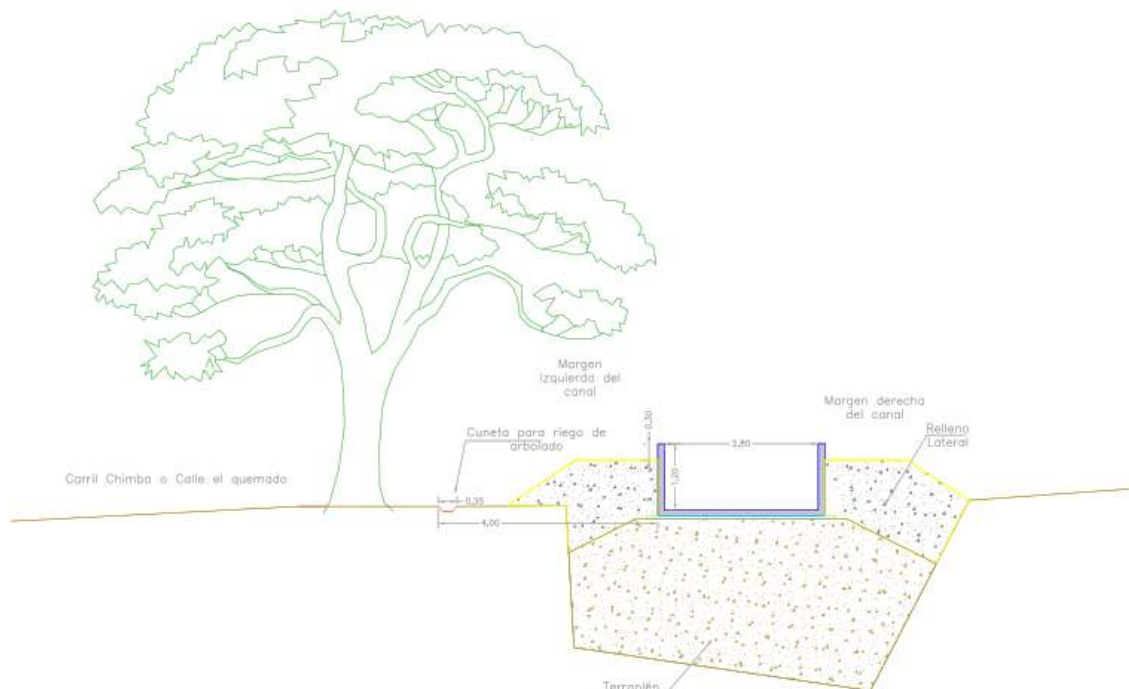 Margen
izquierda del
canal
Margen derecha
del canal
0,30
2,80
Relleno
Lateral
Cuneta para riego de
arbolado
1,20
Carril Chimba o Calle el quemado
0,35
4,00
Terraplén